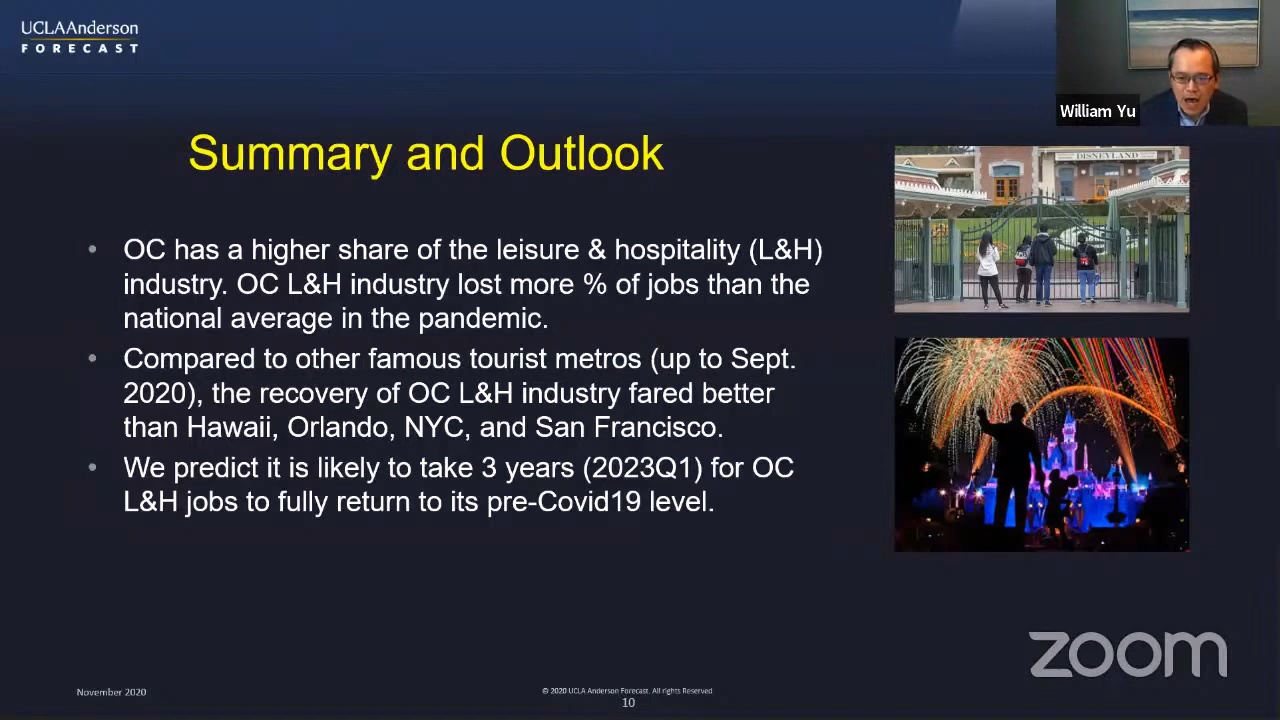 UCLAAnderson
FORECAST
William Yu
Summary and Outlook
DISNEYLAND
• OC has a higher share of the leisure & hospitality (L&H)
industry. OC L&H industry lost more % of jobs than the
national average in the pandemic.
• Compared to other famous tourist metros (up to Sept.
2020), the recovery of OC L&H industry fared better
than Hawaii, Orlando, NYC, and San Francisco.
• We predict it is likely to take 3 years (2023Q1) for OC
L&H jobs to fully return to its pre-Covid19 level.
zoom
November 2020
© 2020 UCLA Anderson Forecast. All rights Reserved
10